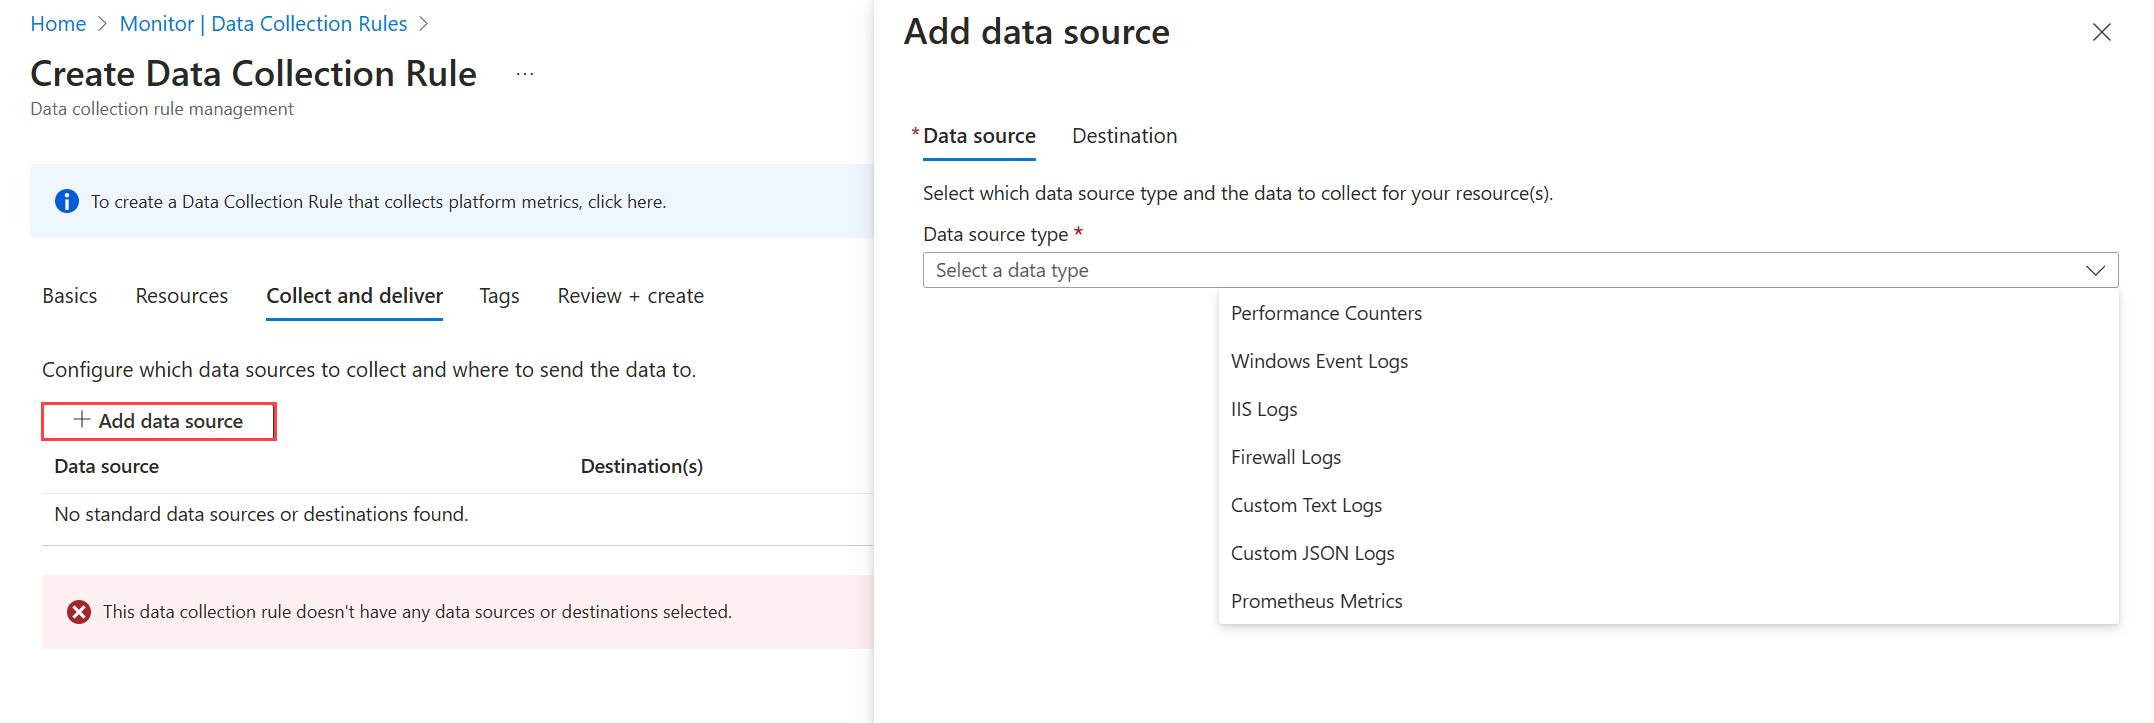 Home > Monitor | Data Collection Rules >
Create Data Collection Rule ...
Data collection rule management
To create a Data Collection Rule that collects platform metrics, click here.
Basics Resources Collect and deliver Tags Review + create
Configure which data sources to collect and where to send the data to.
+ Add data source
Data source Destination(s)
No standard data sources or destinations found.
This data collection rule doesn't have any data sources or destinations selected.
Add data source
* Data source Destination
Select which data source type and the data to collect for your resource(s).
Data source type *
Select a data type
Performance Counters
Windows Event Logs
IIS Logs
Firewall Logs
Custom Text Logs
Custom JSON Logs
Prometheus Metrics